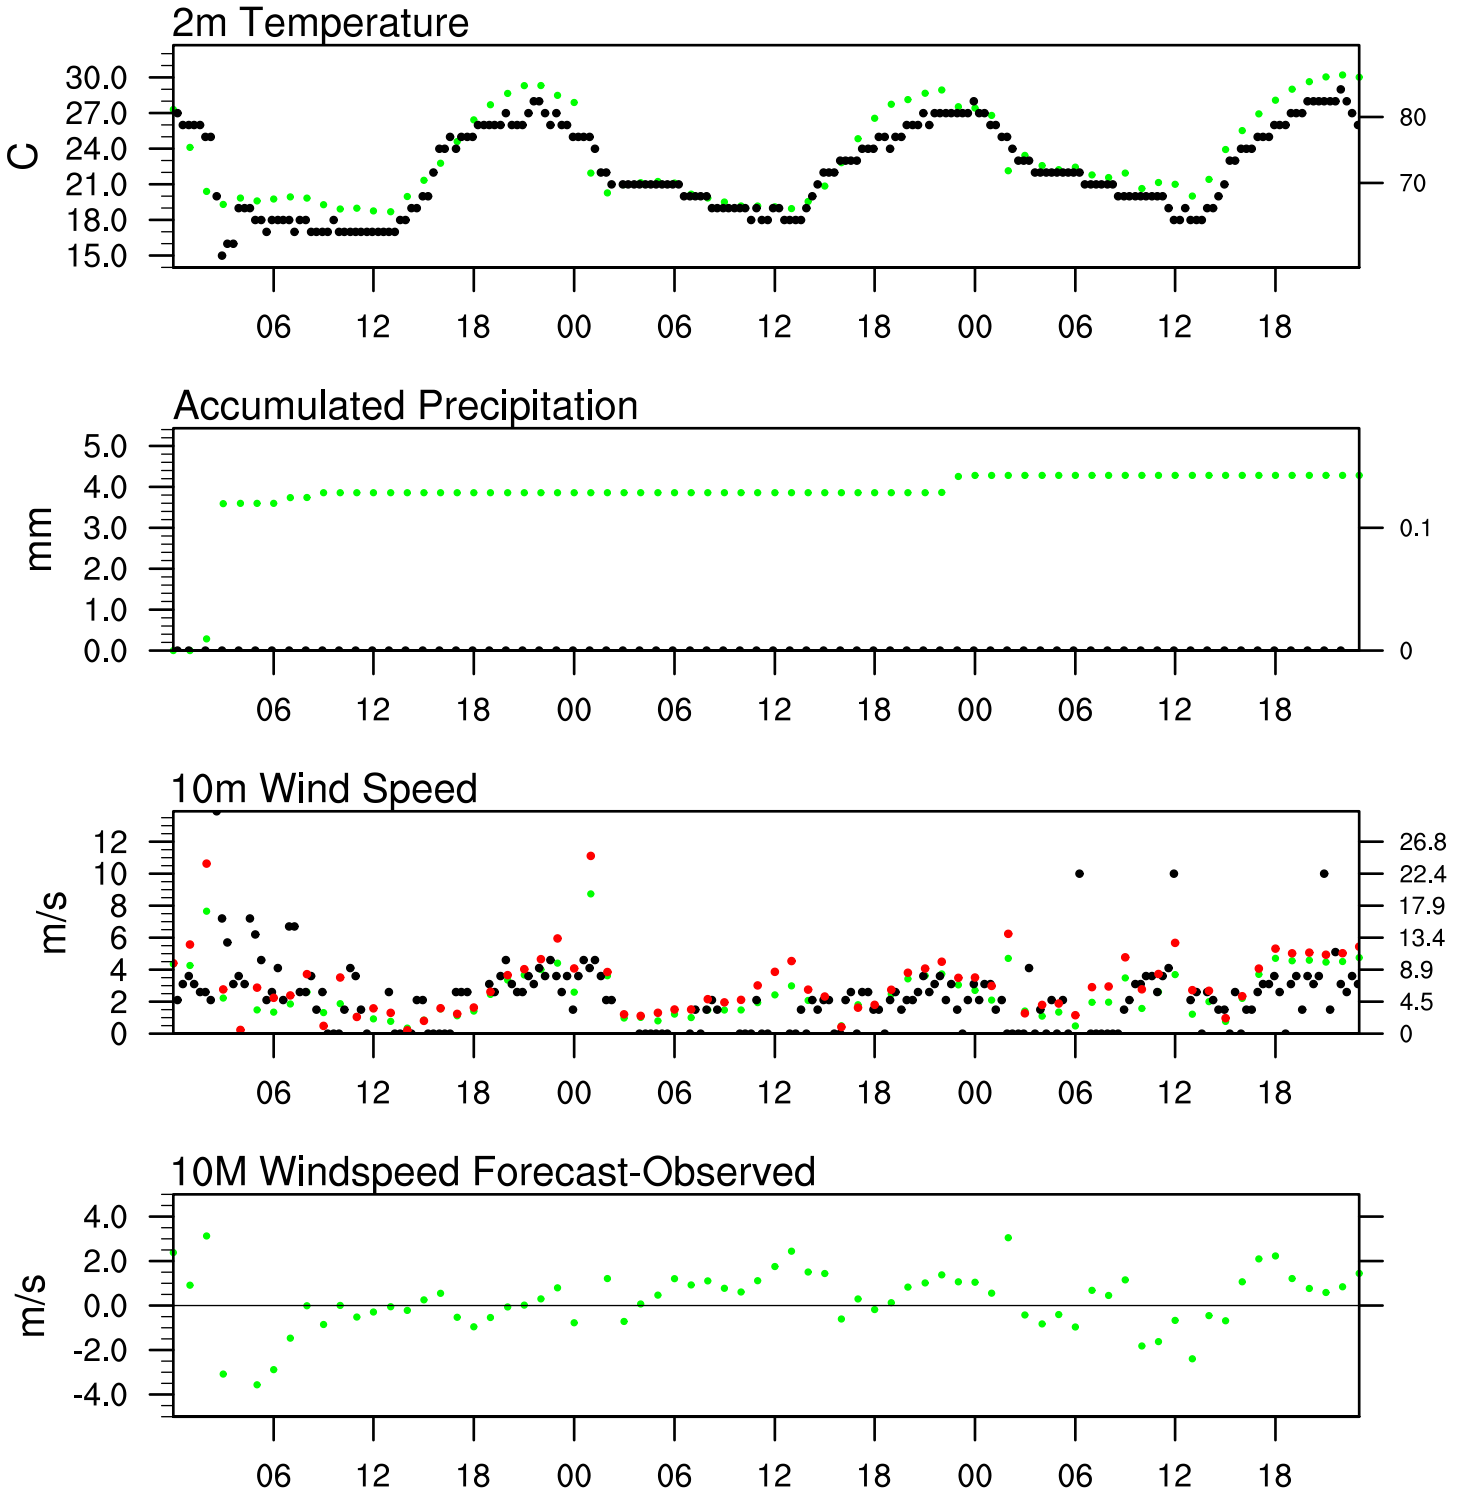 2m Temperature
30.0
27.0
24.0
21.0
18.0
15.0
C
80
70
06 12 18 00 06 12 18 00 06 12 18
Accumulated Precipitation
5.0
4.0
3.0
2.0
1.0
0.0
mm
0.1
0
06 12 18 00 06 12 18 00 06 12 18
10m Wind Speed
12
10
8
6
4
2
0
m/s
26.8
22.4
17.9
13.4
8.9
4.5
0
06 12 18 00 06 12 18 00 06 12 18
10M Windspeed Forecast-Observed
4.0
2.0
0.0
-2.0
-4.0
m/s
06 12 18 00 06 12 18 00 06 12 18